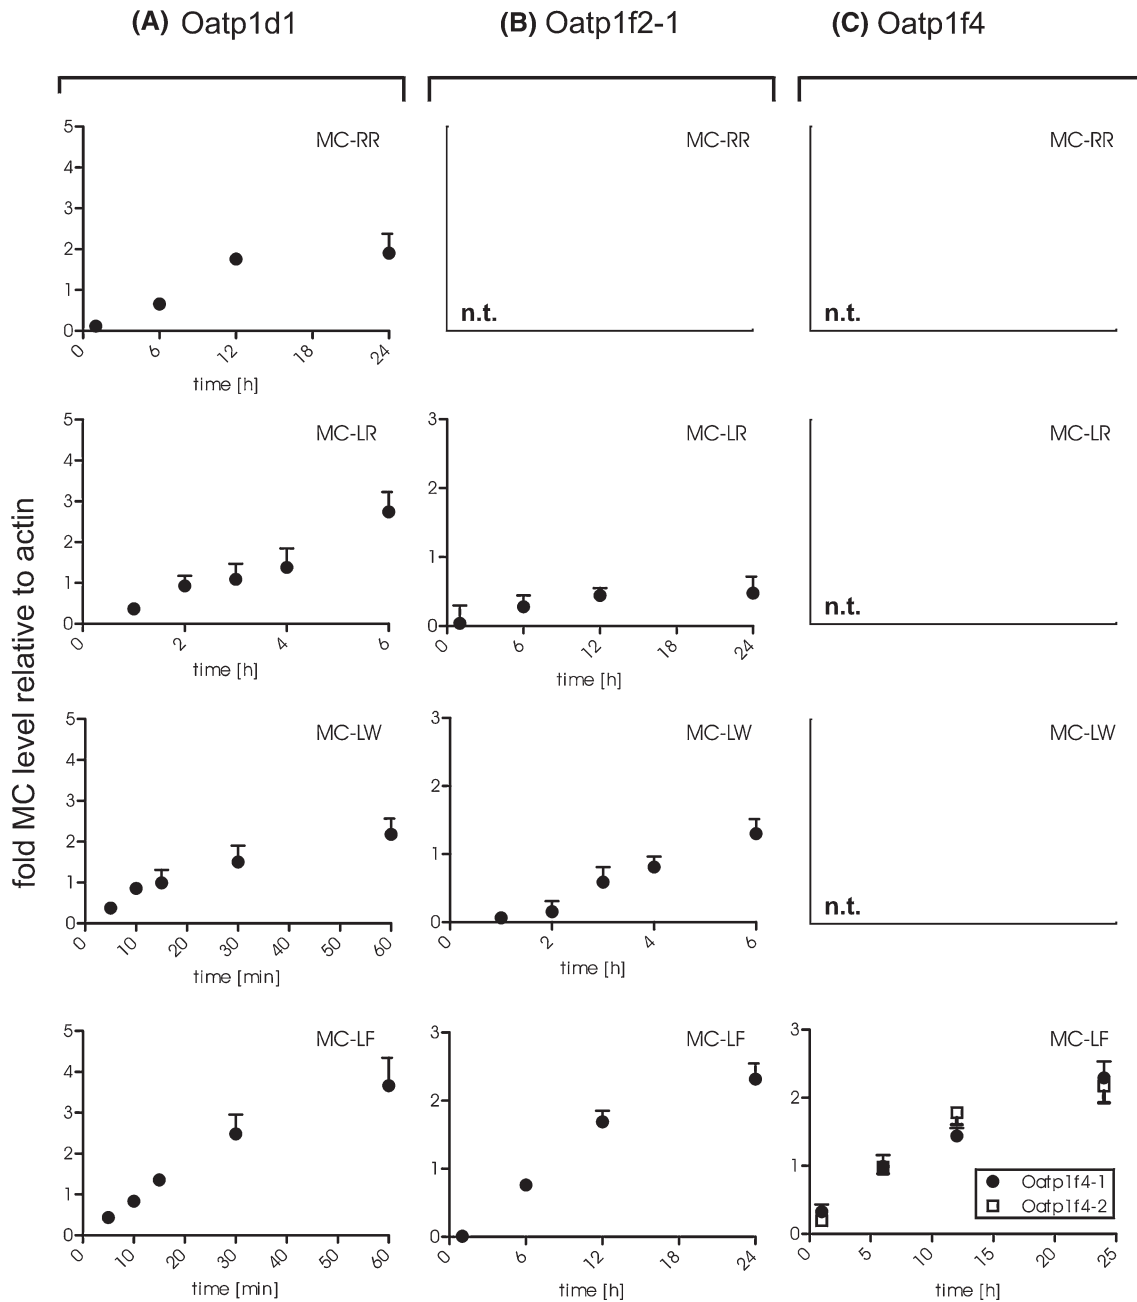 (A) Oatp1d1
(B) Oatp1f2-1
(C) Oatp1f4
fold MC level relative to actin
MC-RR
5
4
3
2
1
0
0 6 12 18 24
time [h]
MC-RR
n.t.
MC-RR
n.t.
MC-LR
5
4
3
2
1
0
0 2 4 6
time [h]
MC-LR
3
2
1
0
0 6 12 18 24
time [h]
MC-LR
n.t.
MC-LW
5
4
3
2
1
0
0 10 20 30 40 50 60
time [min]
MC-LW
3
2
1
0
0 2 4 6
time [h]
MC-LW
n.t.
MC-LF
5
4
3
2
1
0
0 10 20 30 40 50 60
time [min]
MC-LF
3
2
1
0
0 6 12 18 24
time [h]
MC-LF
3
2
1
0
Oatp1f4-1
Oatp1f4-2
0 5 10 15 20 25
time [h]